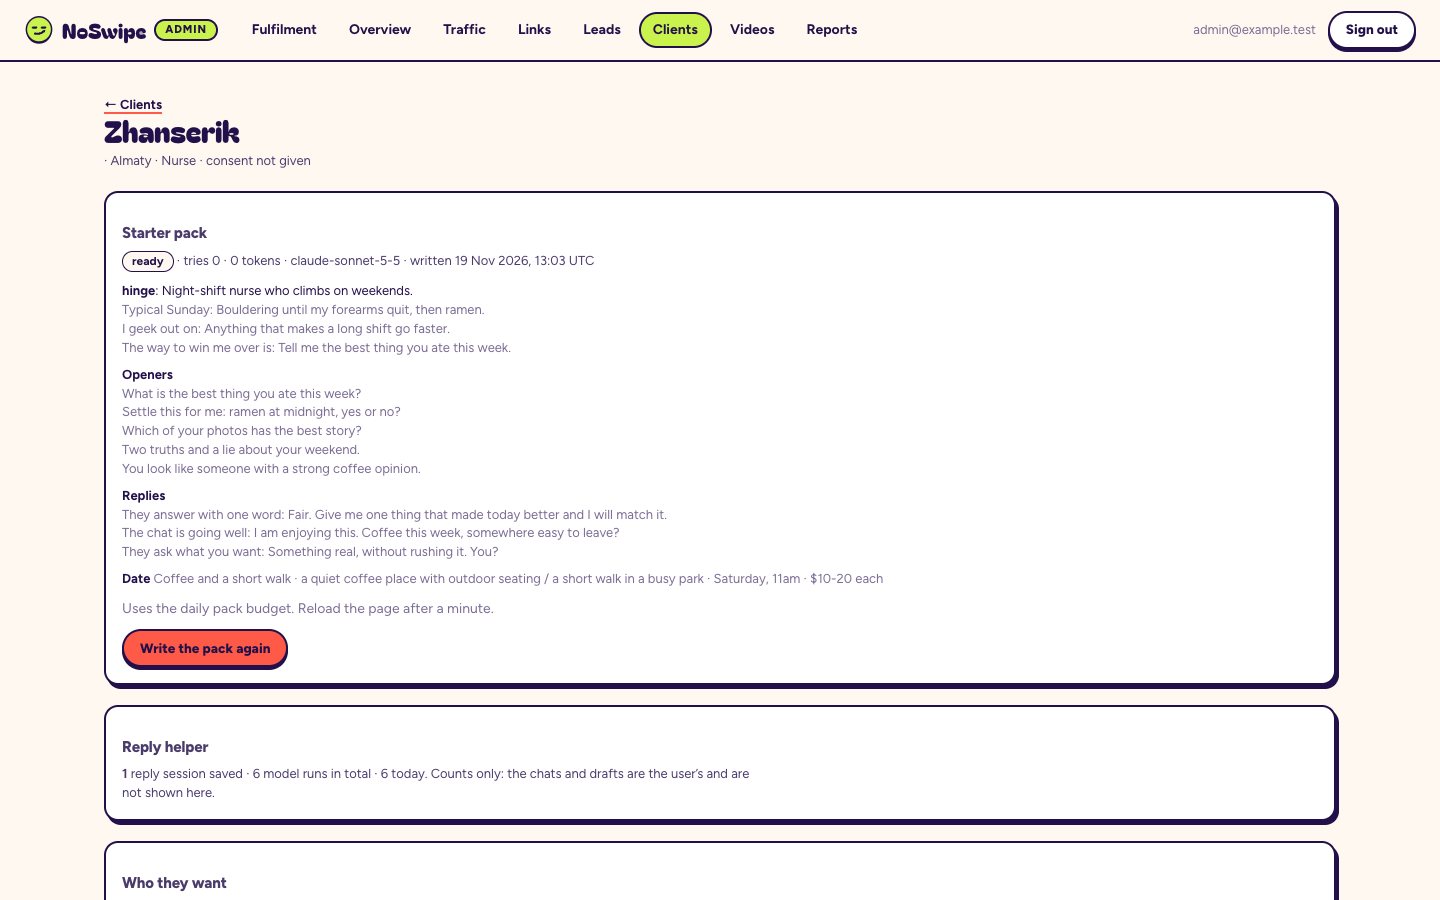 NoSwipe ADMIN Fulfilment Overview Traffic Links Leads Clients Videos Reports admin@example.test Sign out
← Clients
Zhanserik
· Almaty · Nurse · consent not given
Starter pack
ready · tries 0 · 0 tokens · claude-sonnet-5-5 · written 19 Nov 2026, 13:03 UTC
hinge: Night-shift nurse who climbs on weekends.
Typical Sunday: Bouldering until my forearms quit, then ramen.
I geek out on: Anything that makes a long shift go faster.
The way to win me over is: Tell me the best thing you ate this week.
Openers
What is the best thing you ate this week?
Settle this for me: ramen at midnight, yes or no?
Which of your photos has the best story?
Two truths and a lie about your weekend.
You look like someone with a strong coffee opinion.
Replies
They answer with one word: Fair. Give me one thing that made today better and I will match it.
The chat is going well: I am enjoying this. Coffee this week, somewhere easy to leave?
They ask what you want: Something real, without rushing it. You?
Date Coffee and a short walk · a quiet coffee place with outdoor seating / a short walk in a busy park · Saturday, 11am · $10-20 each
Uses the daily pack budget. Reload the page after a minute.
Write the pack again
Reply helper
1 reply session saved · 6 model runs in total · 6 today. Counts only: the chats and drafts are the user's and are
not shown here.
Who they want